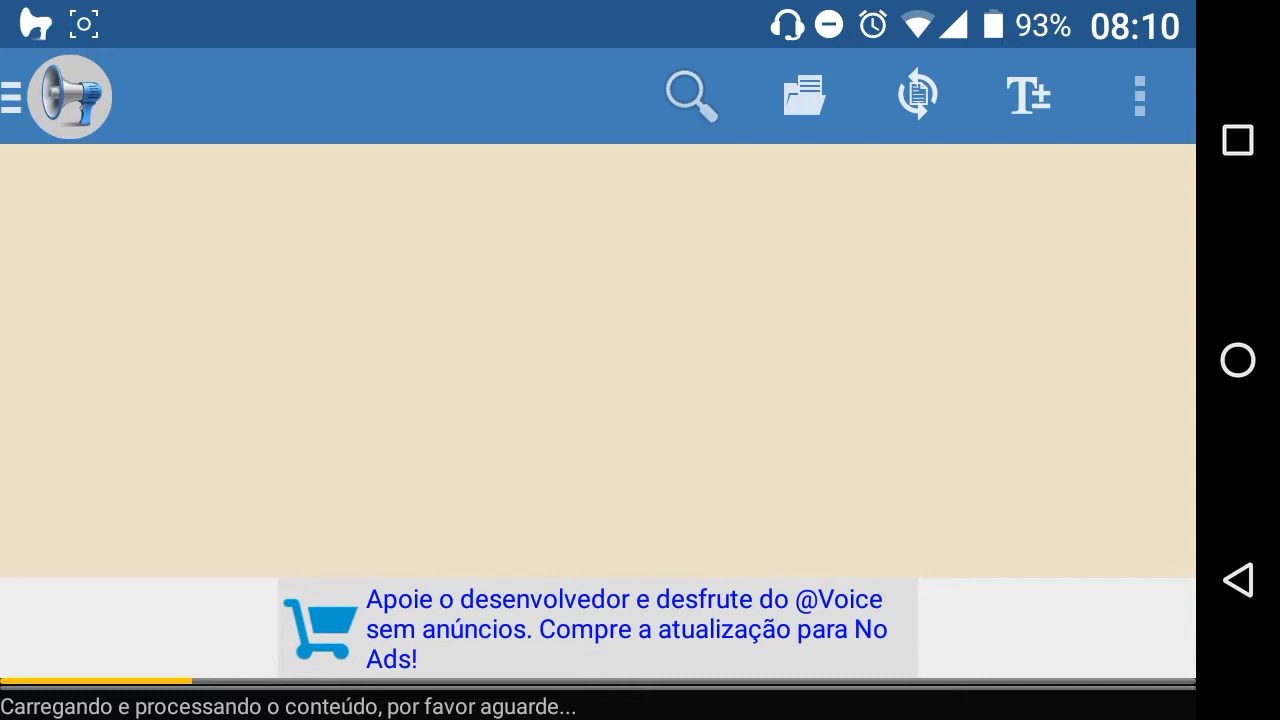 93% 08:10
T±
Apoie o desenvolvedor e desfrute do @Voice
sem anúncios. Compre a atualização para No
Ads!
Carregando e processando o conteúdo, por favor aguarde...